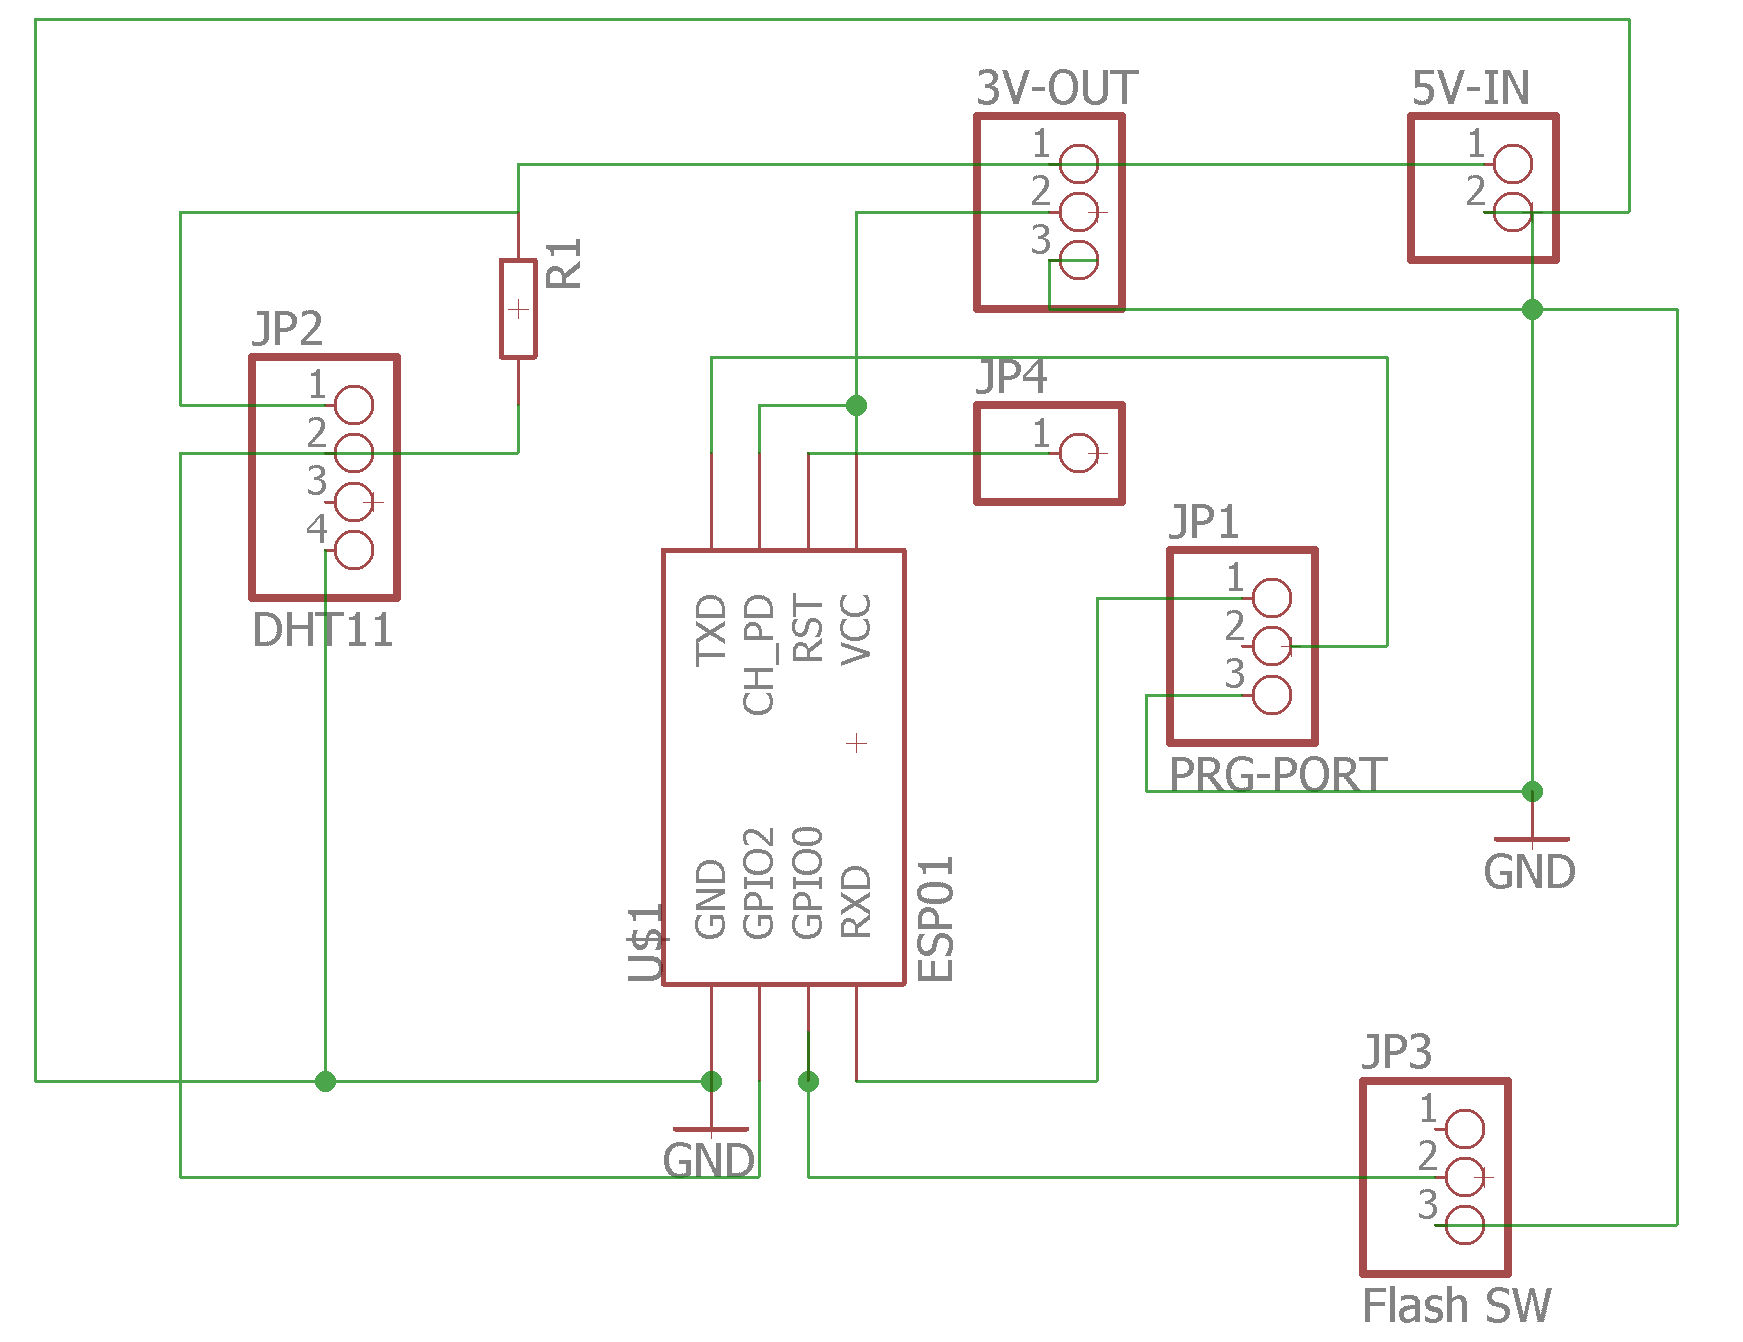 3V-OUT
1
2
3
5V-IN
1
2
R1
JP2
1
2
3
4
DHT11
JP4
1
JP1
1
2
3
PRG-PORT
TXD
CH_PD
RST
VCC
GND
GPIO2
GPIO0
RXD
U$1
ESP01
GND
GND
JP3
1
2
3
Flash SW